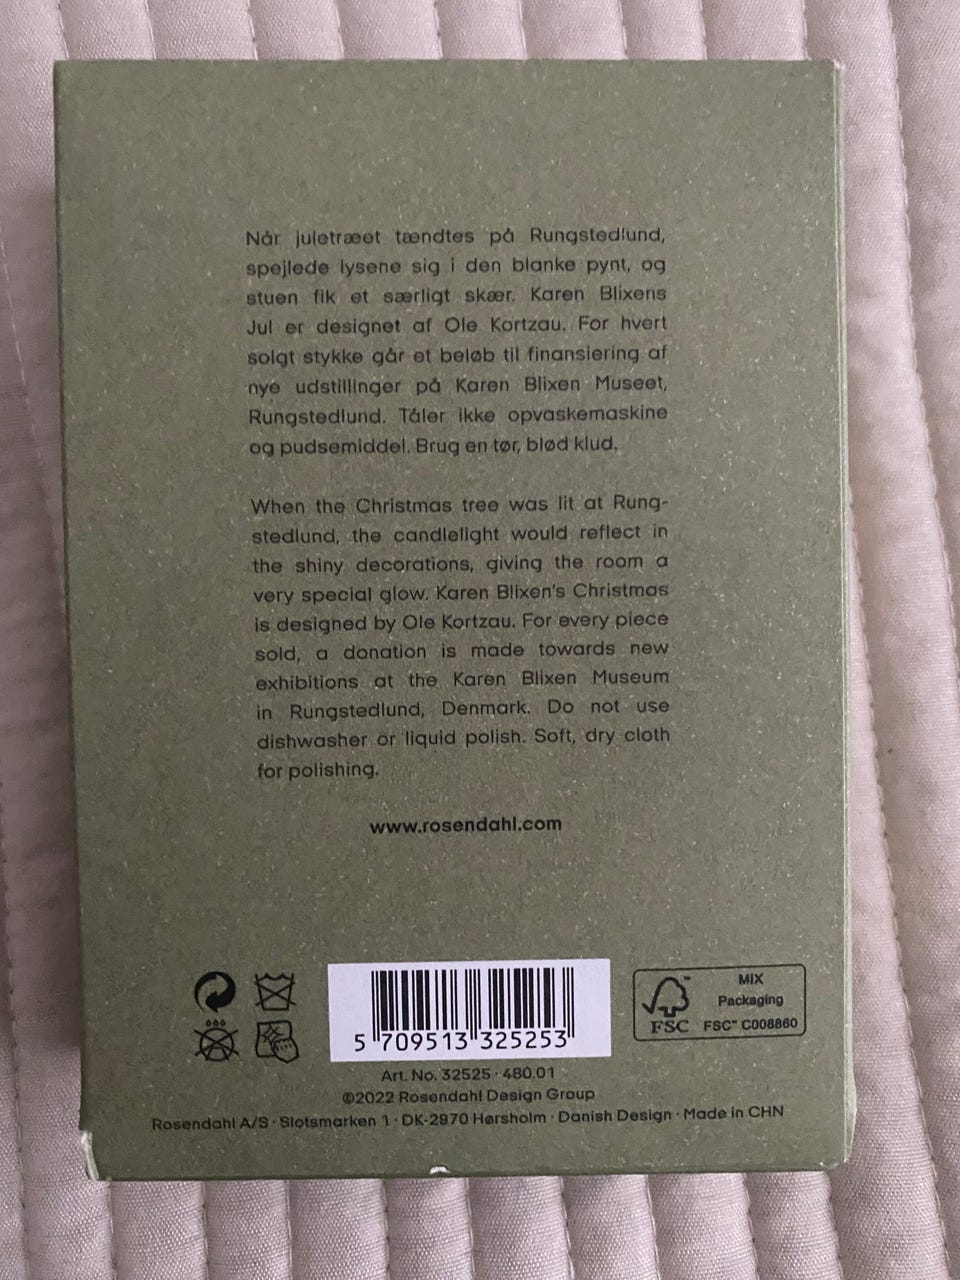 Når juletræet tændtes på Rungstedlund,
spejlede lysene sig i den blanke pynt, og
stuen fik et særligt skær. Karen Blixens
Jul er designet af Ole Kortzau. For hvert
solgt stykke går et beløb til finansiering af
nye udstillinger på Karen Blixen Museet,
Rungstedlund. Tåler ikke opvaskemaskine
og pudsemiddel. Brug en tør, blød klud.
When the Christmas tree was lit at Rung-
stedlund, the candlelight would reflect in
the shiny decorations, giving the room a
very special glow. Karen Blixen's Christmas
is designed by Ole Kortzau. For every piece
sold, a donation is made towards new
exhibitions at the Karen Blixen Museum
in Rungstedlund, Denmark. Do not use
dishwasher or liquid polish. Soft, dry cloth
for polishing.
www.rosendahl.com
5 709513 325253
FSC
MIX
Packaging
FSC™ C008860
Art. No. 32525 · 480.01
©2022 Rosendahl Design Group
Rosendahl A/S · Slotsmarken 1 · DK-2970 Hørsholm · Danish Design · Made in CHN